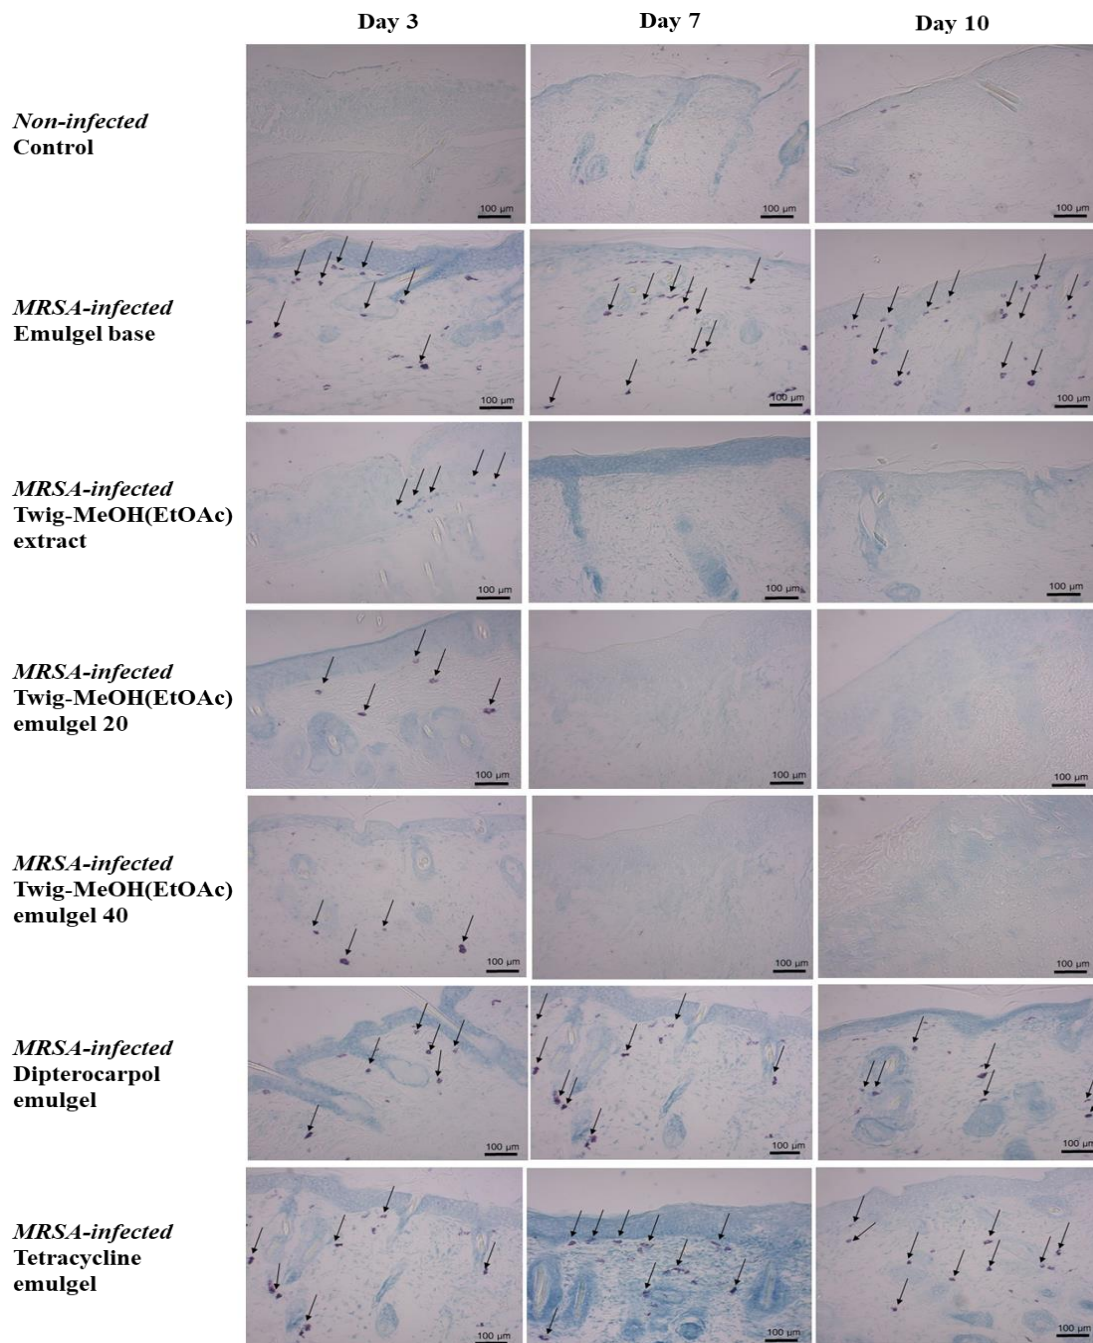 Day 3
Day 7
Day 10
Non-infected
Control
100 µm
100 µm
100 µm
MRSA-infected
Emulgel base
100 µm
100 µm
100 µm
MRSA-infected
Twig-MeOH(EtOAc)
extract
100 µm
100 µm
100 µm
MRSA-infected
Twig-MeOH(EtOAc)
emulgel 20
100 µm
100 µm
100 µm
MRSA-infected
Twig-MeOH(EtOAc)
emulgel 40
100 µm
100 µm
100 µm
MRSA-infected
Dipterocarpol
emulgel
100 µm
100 µm
100 µm
MRSA-infected
Tetracycline
emulgel
100 µm
100 µm
100 µm